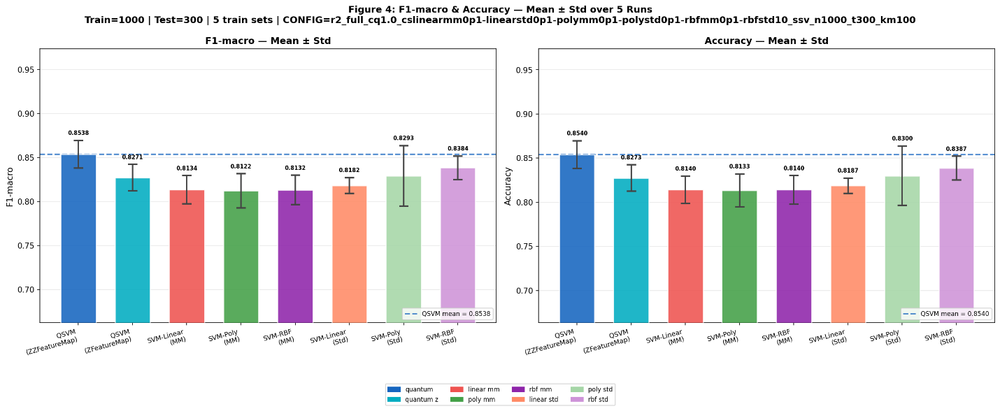 Figure 4: F1-macro & Accuracy — Mean ± Std over 5 Runs
Train=1000 | Test=300 | 5 train sets | CONFIG=r2_full_cq1.0_cslinearmm0p1-linearstd0p1-polymm0p1-polystd0p1-rbfmm0p1-rbfstd10_ssv_n1000_t300_km100
F1-macro — Mean ± Std
F1-macro
0.95
0.90
0.85
0.80
0.75
0.70
0.8538
0.8271
0.8134
0.8122
0.8132
0.8182
0.8293
0.8384
QSVM mean = 0.8538
QSVM
(ZZFeatureMap)
QSVM
(ZFeatureMap)
SVM-Linear
(MM)
SVM-Poly
(MM)
SVM-RBF
(MM)
SVM-Linear
(Std)
SVM-Poly
(Std)
SVM-RBF
(Std)
Accuracy — Mean ± Std
Accuracy
0.95
0.90
0.85
0.80
0.75
0.70
0.8540
0.8273
0.8140
0.8133
0.8140
0.8187
0.8300
0.8387
QSVM mean = 0.8540
QSVM
(ZZFeatureMap)
QSVM
(ZFeatureMap)
SVM-Linear
(MM)
SVM-Poly
(MM)
SVM-RBF
(MM)
SVM-Linear
(Std)
SVM-Poly
(Std)
SVM-RBF
(Std)
quantum
quantum z
linear mm
poly mm
rbf mm
linear std
poly std
rbf std